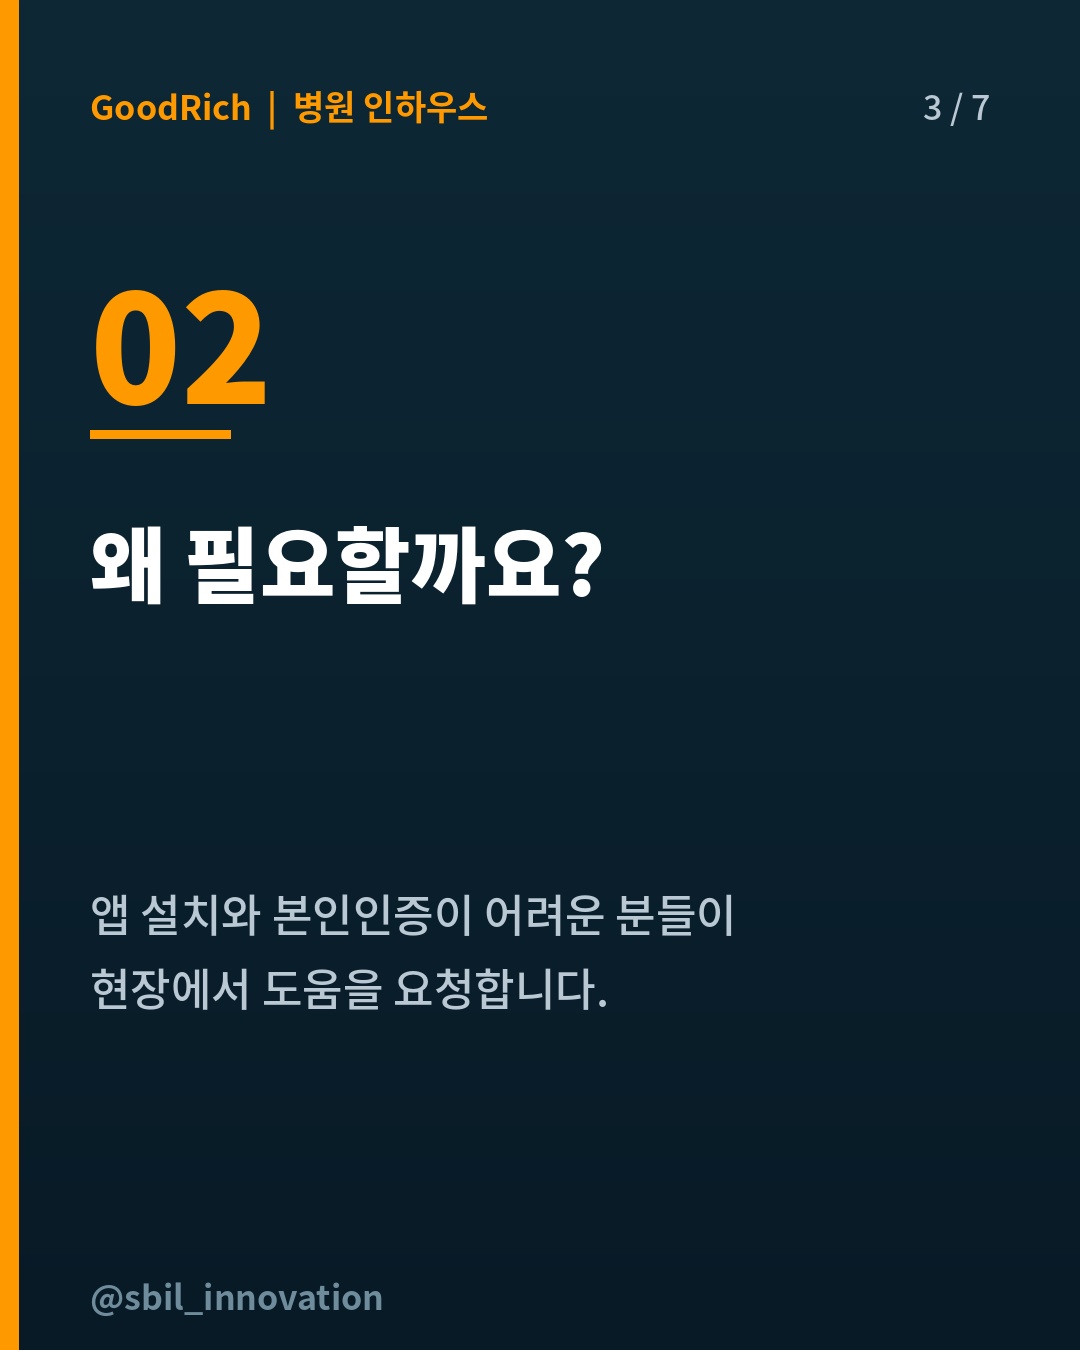 GoodRich | 병원 인하우스
3 / 7
02
왜 필요할까요?
앱 설치와 본인인증이 어려운 분들이
현장에서 도움을 요청합니다.
@sbil_innovation